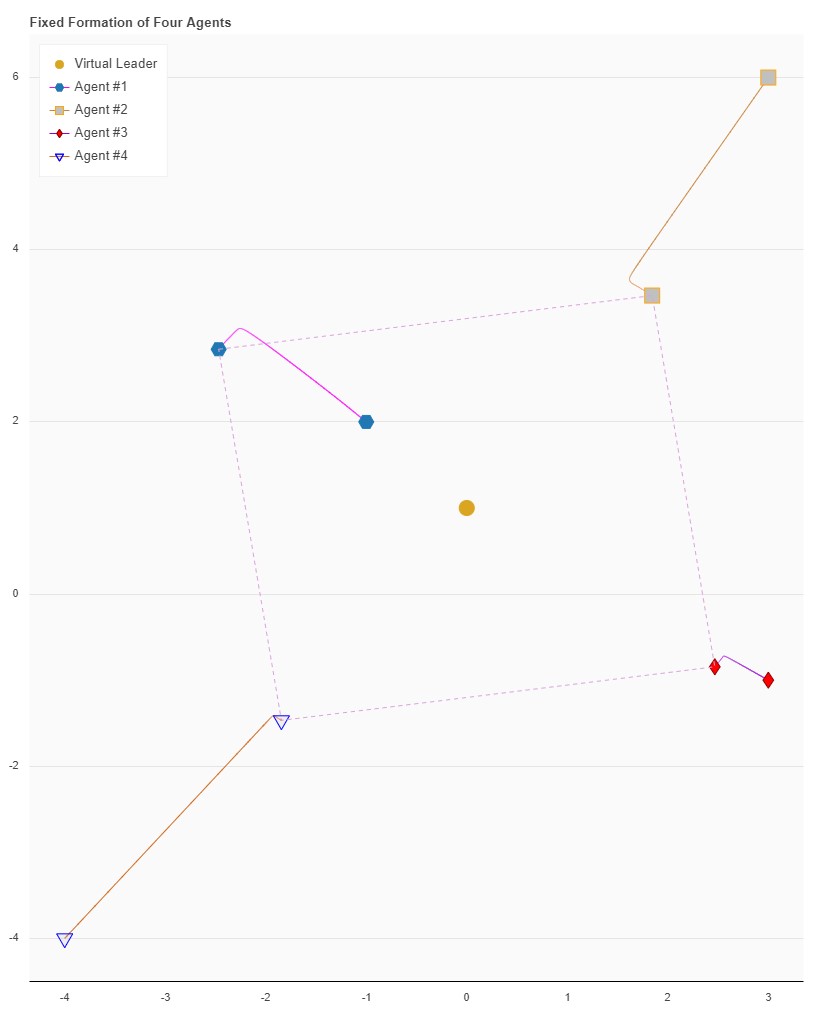 Fixed Formation of Four Agents
Virtual Leader
Agent #1
Agent #2
Agent #3
Agent #4
6
4
2
0
-2
-4
-4 -3 -2 -1 0 1 2 3